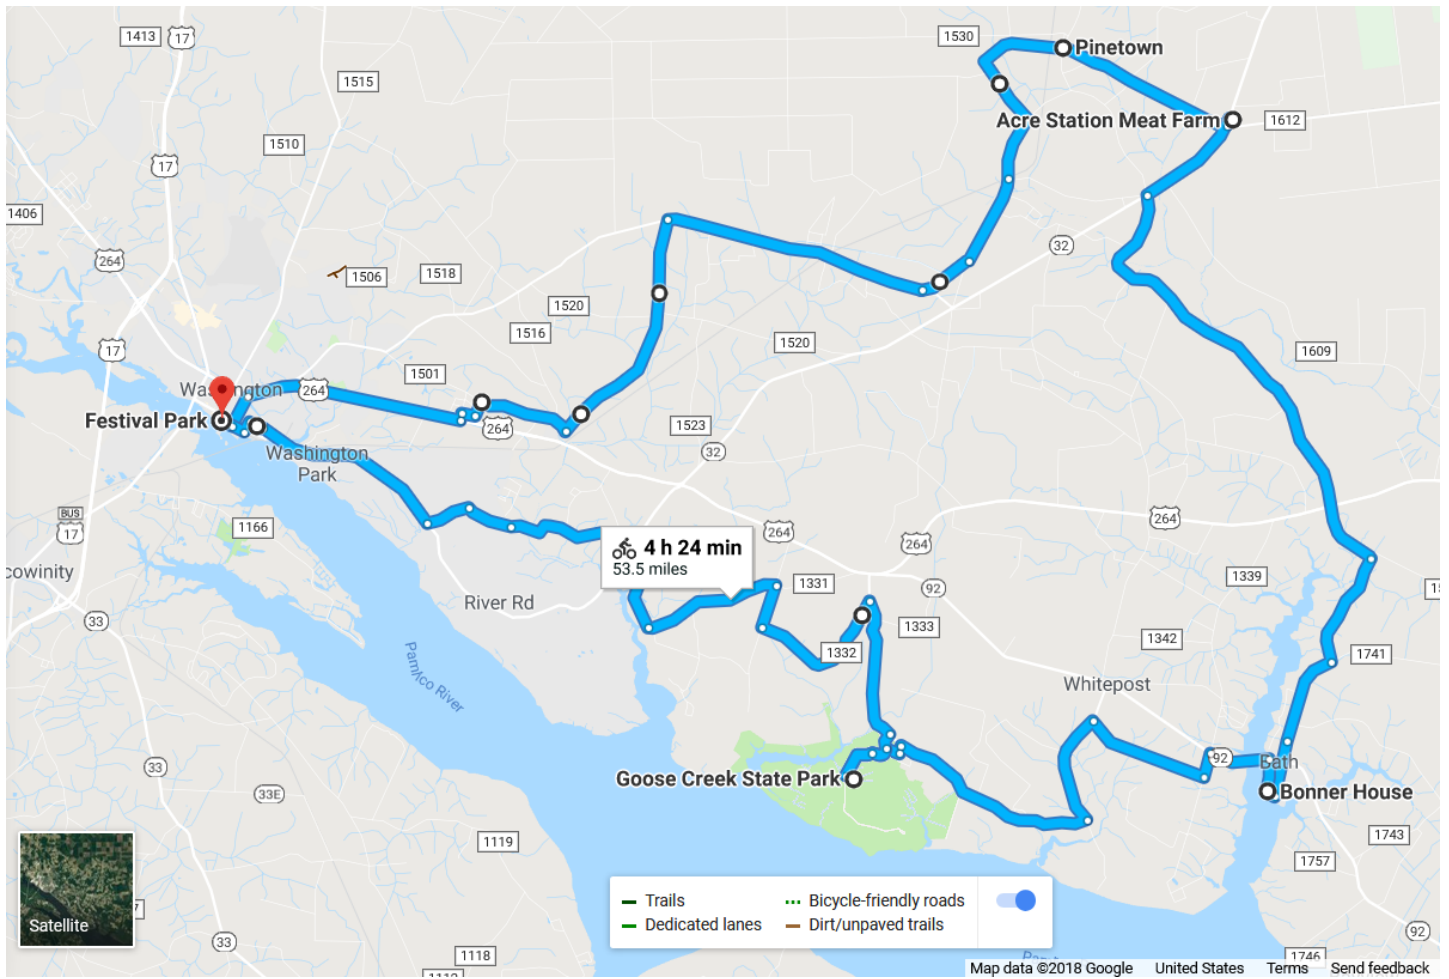 1413
17
1530
Pinetown
1515
Acre Station Meat Farm
1612
1510
17
1406
32
264
1506
1518
1520
1516
1520
1609
17
1501
Washington
264
Festival Park
264
1523
32
Washington
Park
BUS
17
1166
264
264
264
4 h 24 min
53.5 miles
1331
1339
92
cowinity
River Rd
33
1333
1342
1332
1741
Pamlico River
Whitepost
92
Bath
33
Goose Creek State Park
Bonner House
33E
1119
1743
1757
Trails
Bicycle-friendly roads
Dedicated lanes
Dirt/unpaved trails
Satellite
33
92
1118
1746
Map data ©2018 Google United States Terms Send feedback